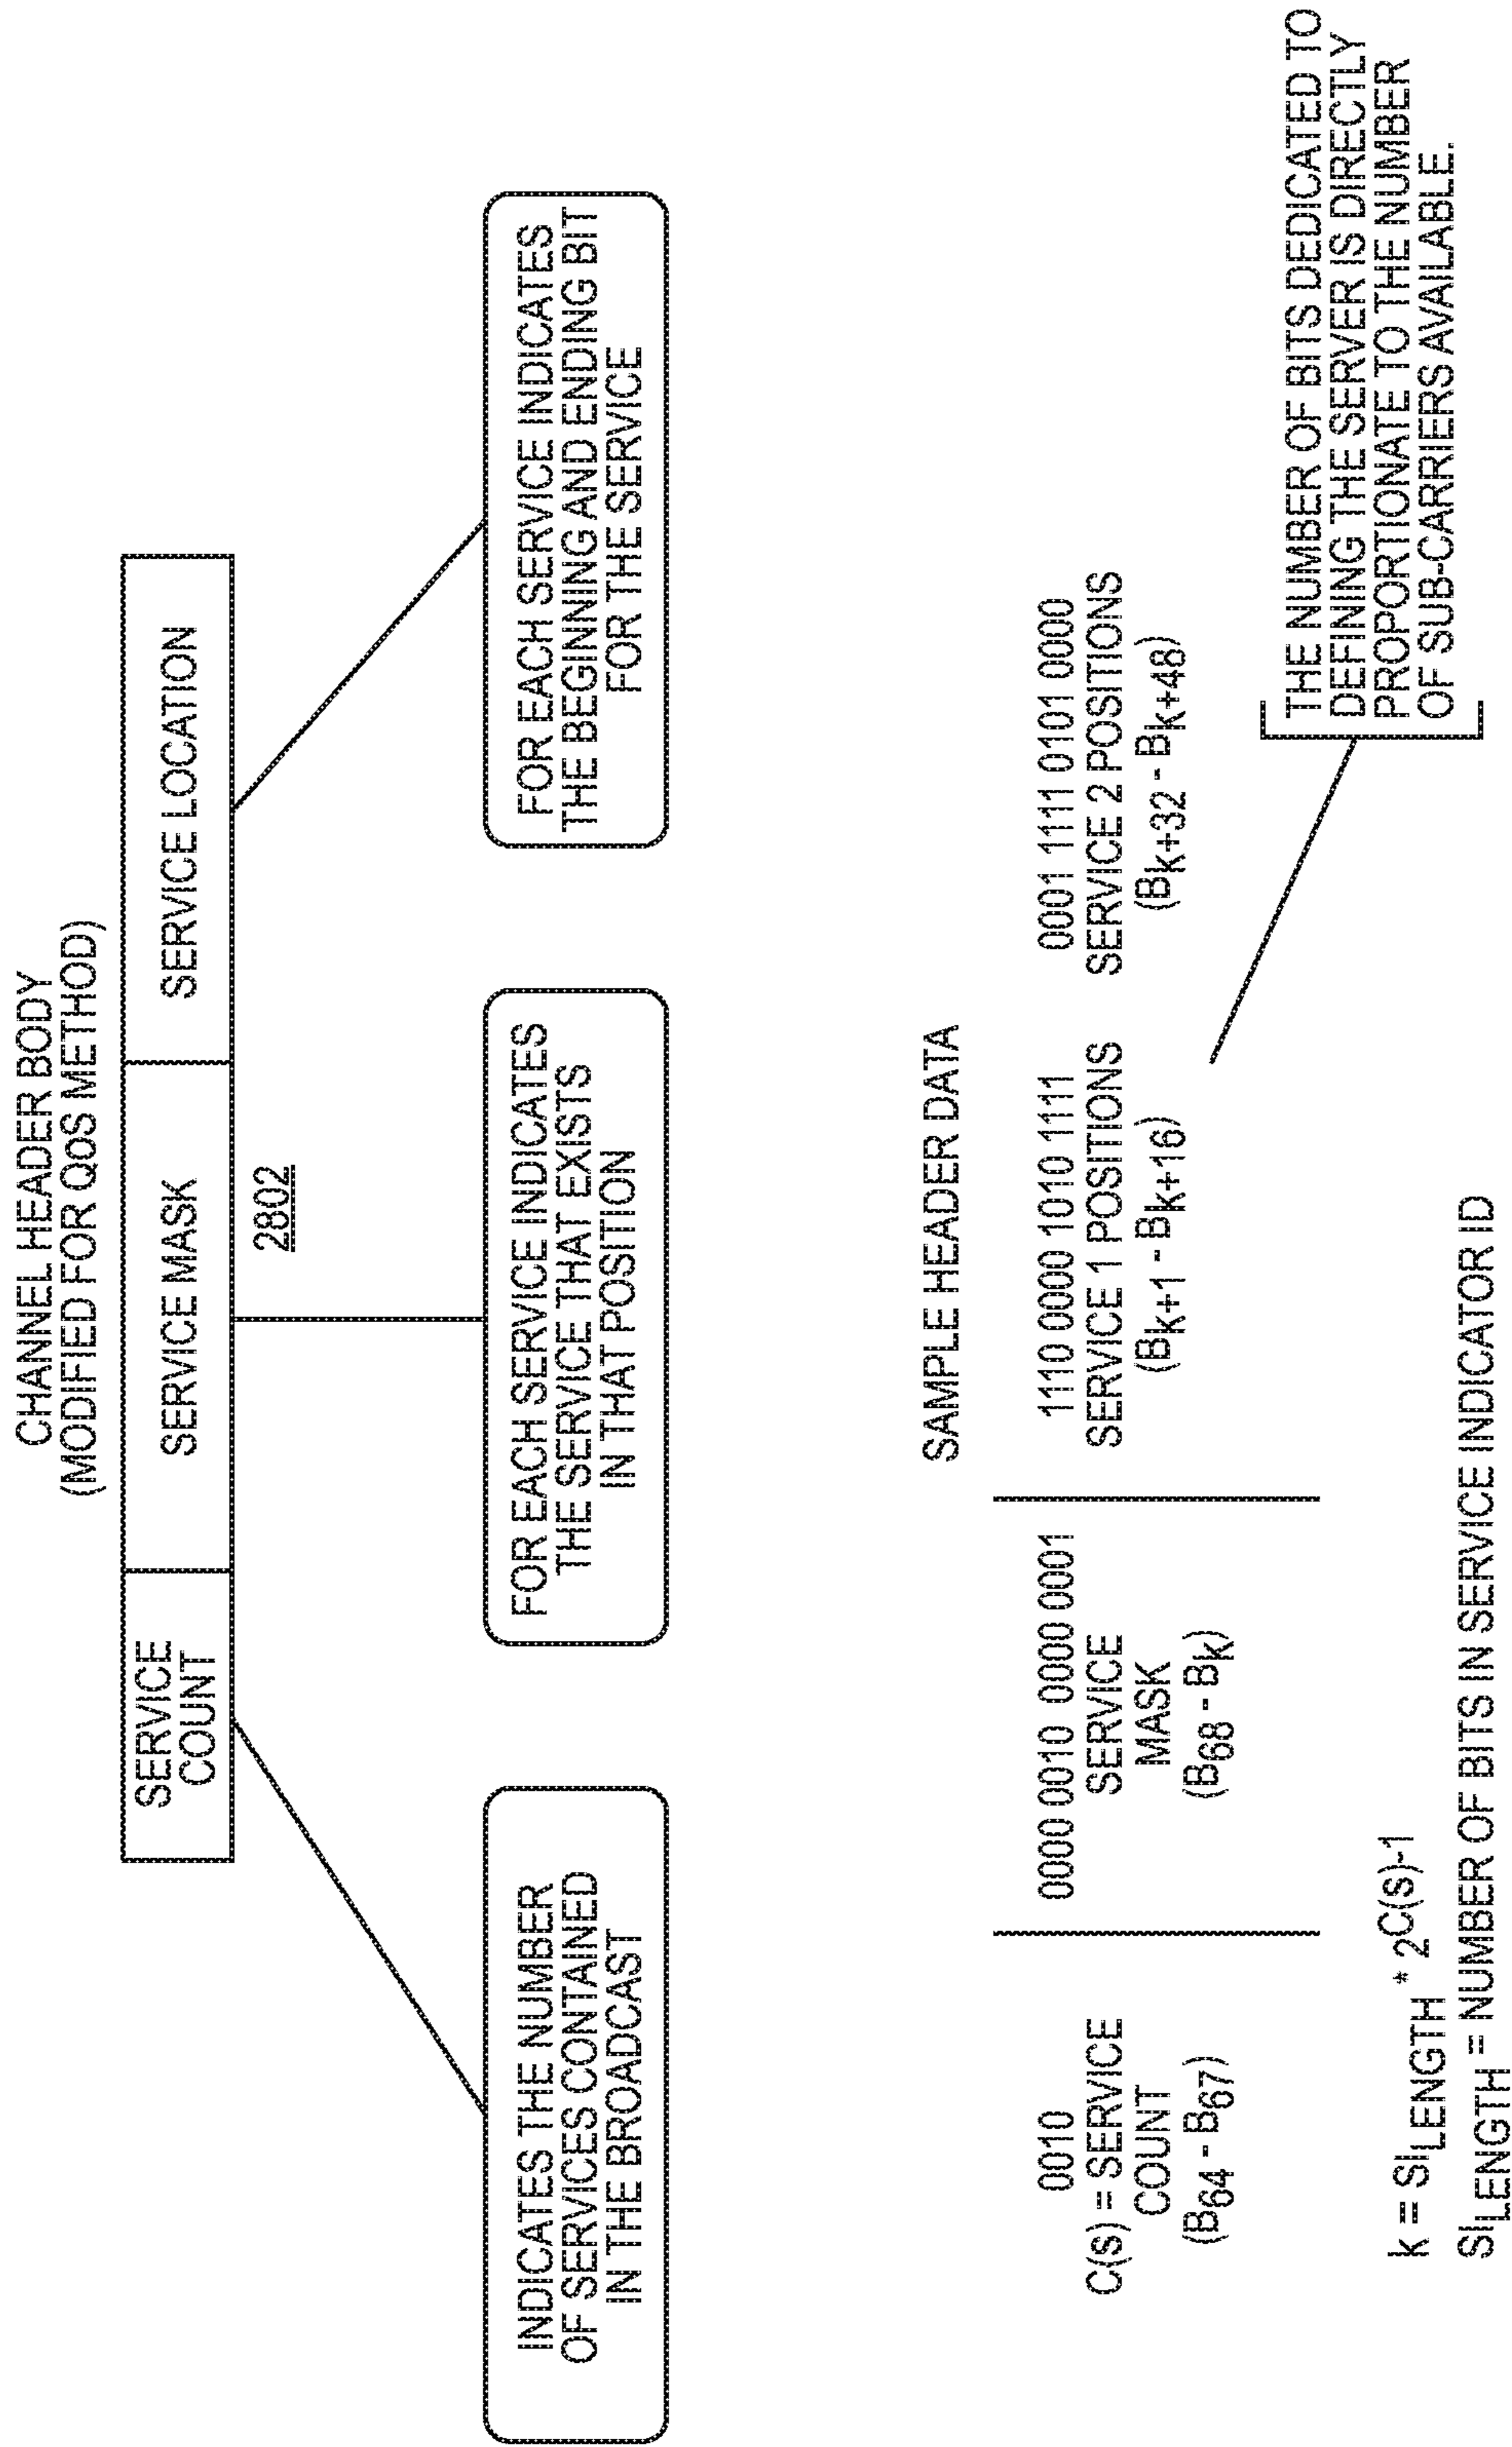 CHANNEL HEADER BODY
(MODIFIED FOR QOS METHOD)
SERVICE
COUNT
SERVICE MASK
SERVICE LOCATION
2802
INDICATES THE NUMBER
OF SERVICES CONTAINED
IN THE BROADCAST
FOR EACH SERVICE INDICATES
THE SERVICE THAT EXISTS
IN THAT POSITION
FOR EACH SERVICE INDICATES
THE BEGINNING AND ENDING BIT
FOR THE SERVICE
SAMPLE HEADER DATA
0010
C(s) = SERVICE
COUNT
(B64 - B67)
0000 0010 0000 0001
SERVICE
MASK
(B68 - Bk)
1110 0000 1010 1111
SERVICE 1 POSITIONS
(Bk+1 - Bk+16)
0001 1111 0101 0000
SERVICE 2 POSITIONS
(Bk+32 - Bk+48)
THE NUMBER OF BITS DEDICATED TO
DEFINING THE SERVER IS DIRECTLY
PROPORTIONATE TO THE NUMBER
OF SUB-CARRIERS AVAILABLE.
k = SILENGTH * 2C(s)-1
SILENGTH = NUMBER OF BITS IN SERVICE INDICATOR ID